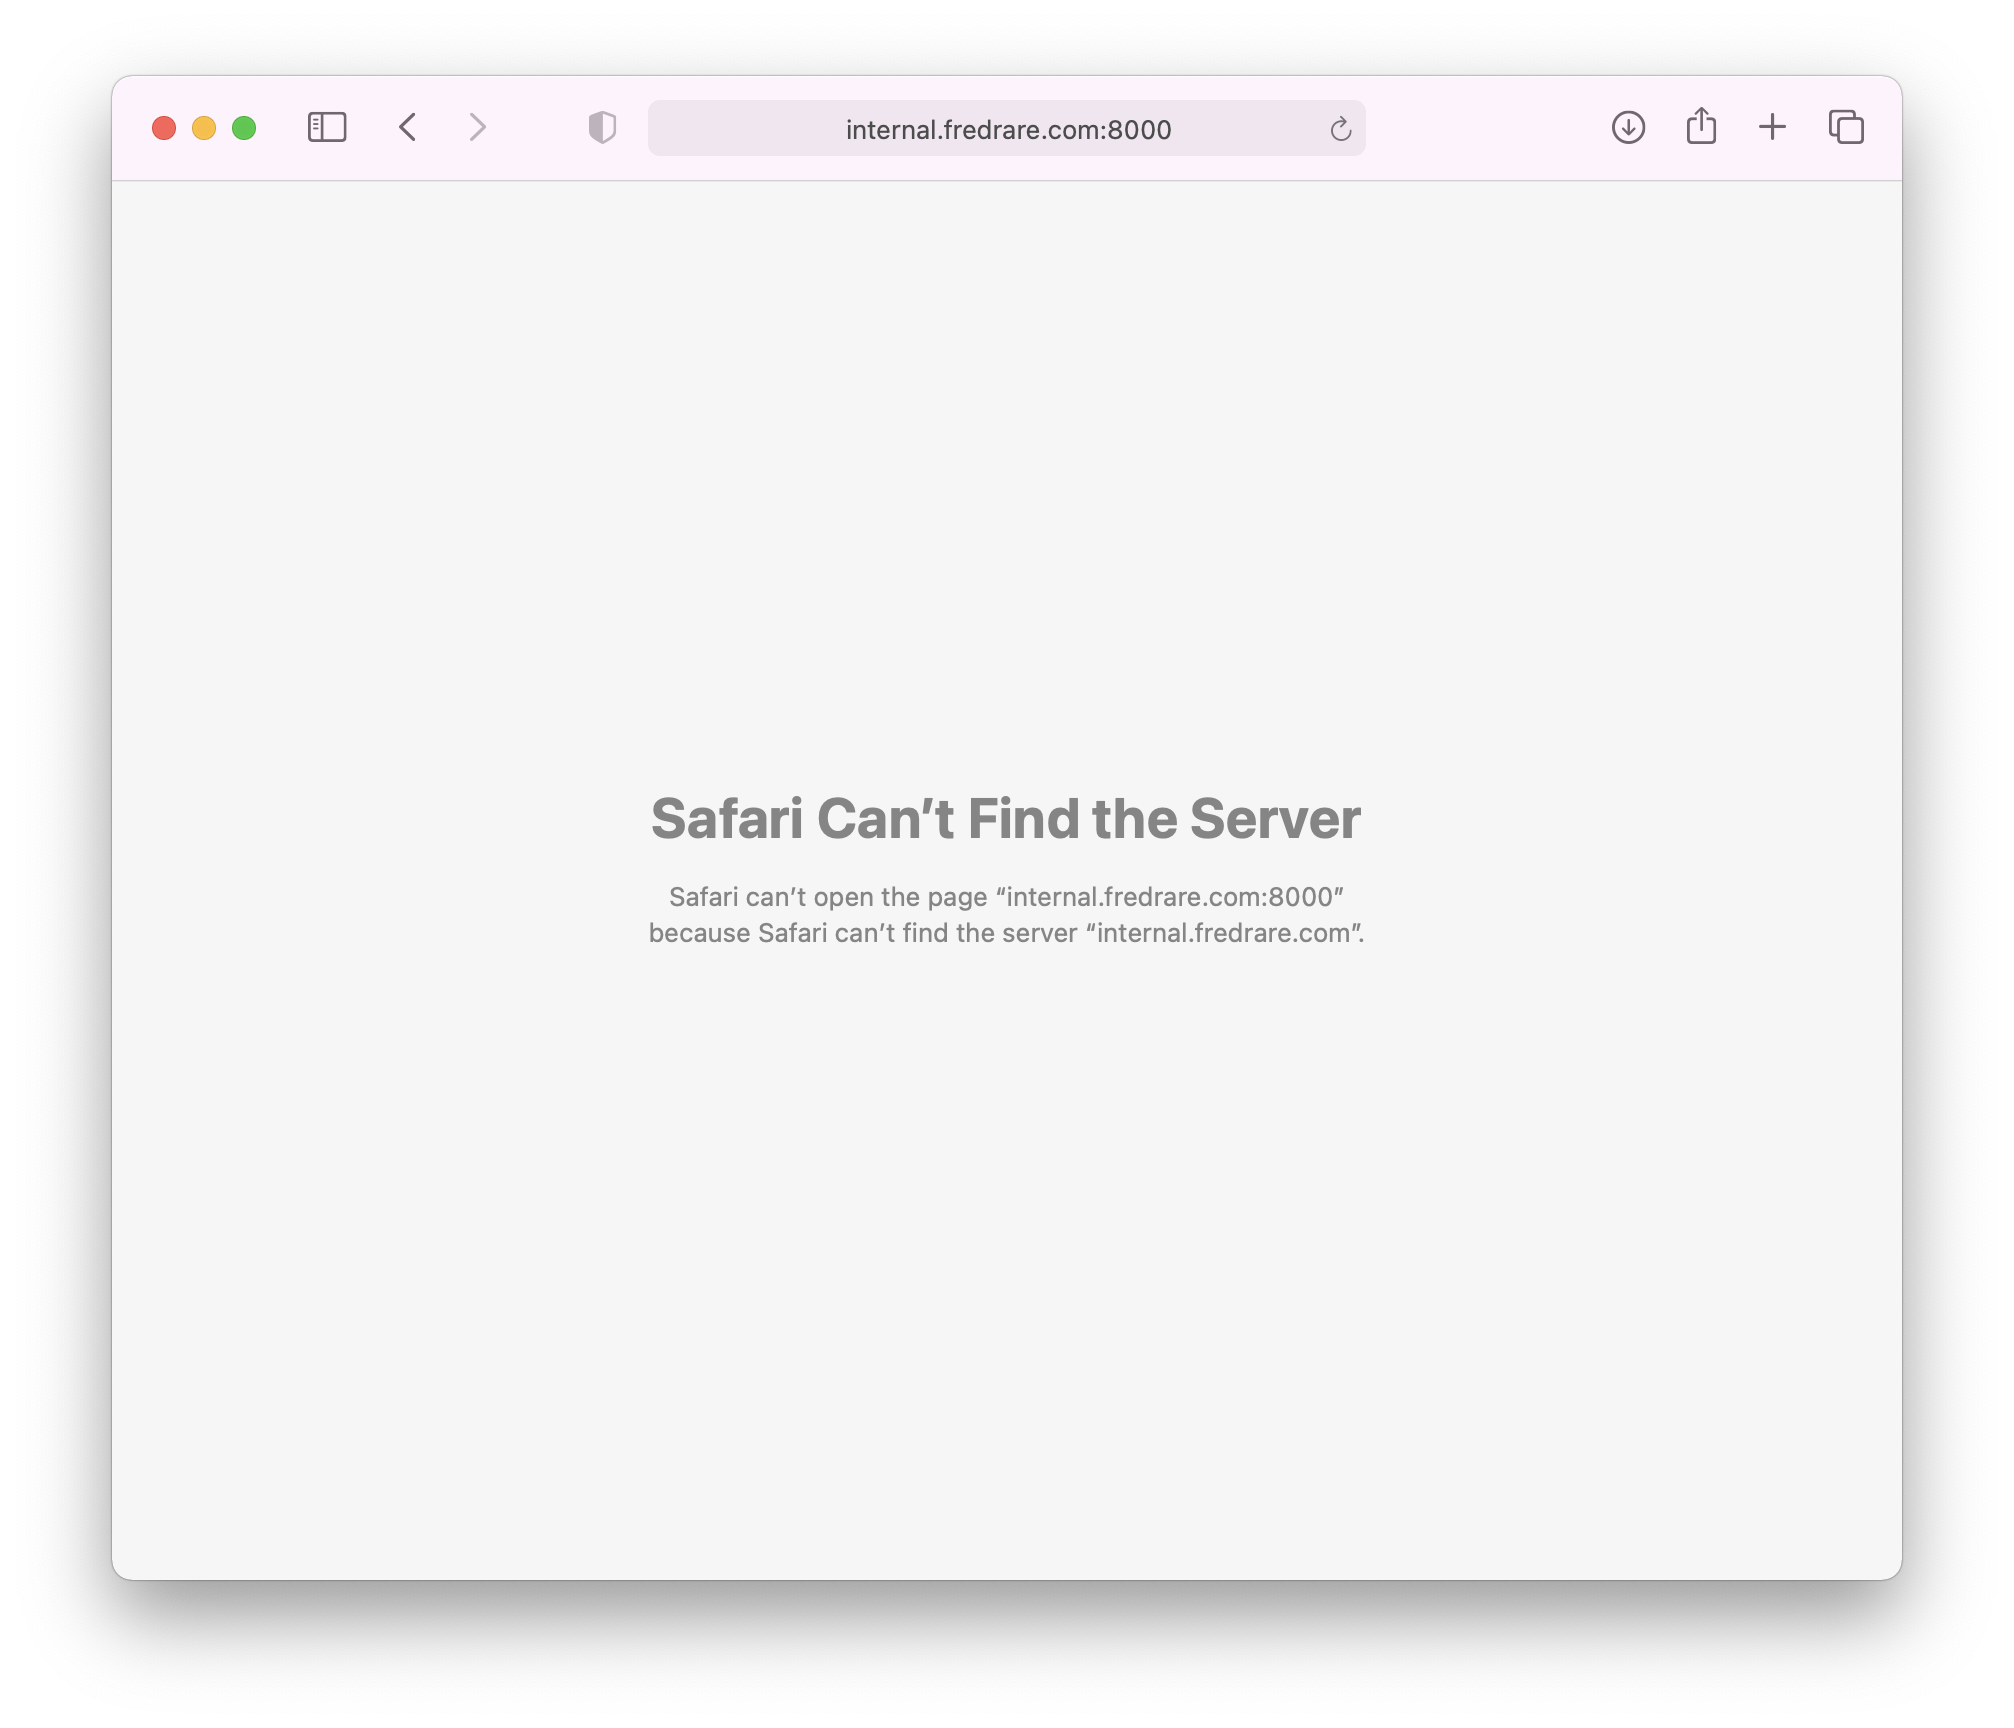 internal.fredrare.com:8000
Safari Can’t Find the Server
Safari can’t open the page “internal.fredrare.com:8000”
because Safari can’t find the server “internal.fredrare.com”.